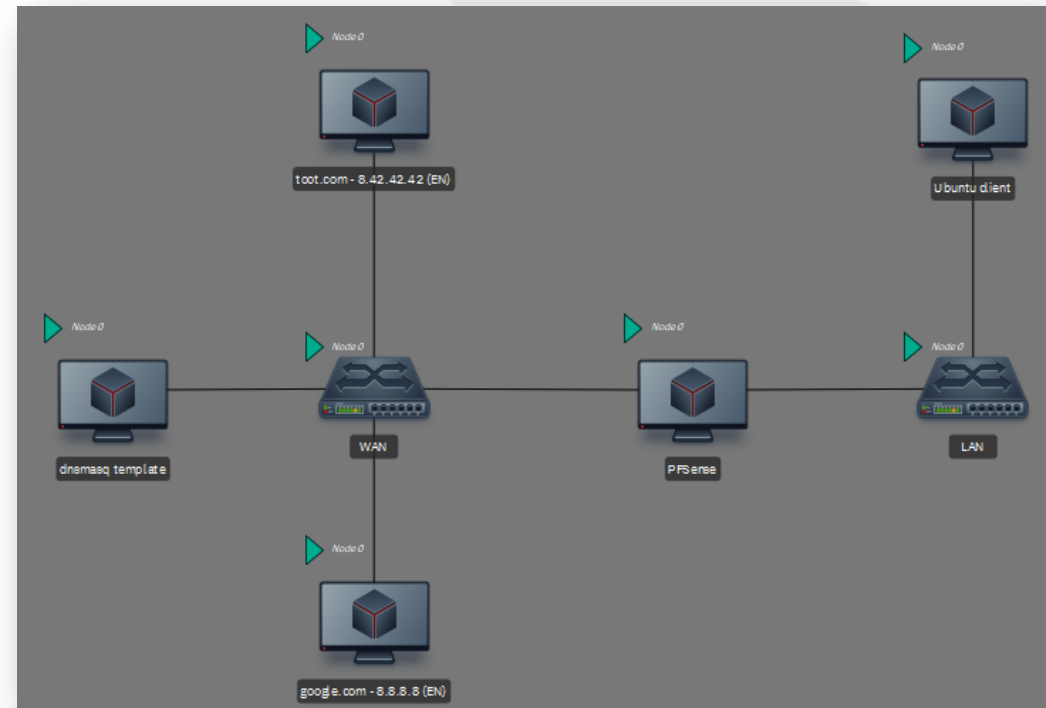 Node 0
toot.com - 8.42.42.42 (EN)
Node 0
Ubuntu client
Node 0
dnsmasq template
Node 0
WAN
Node 0
PFSense
Node 0
LAN
Node 0
google.com - 8.8.8.8 (EN)